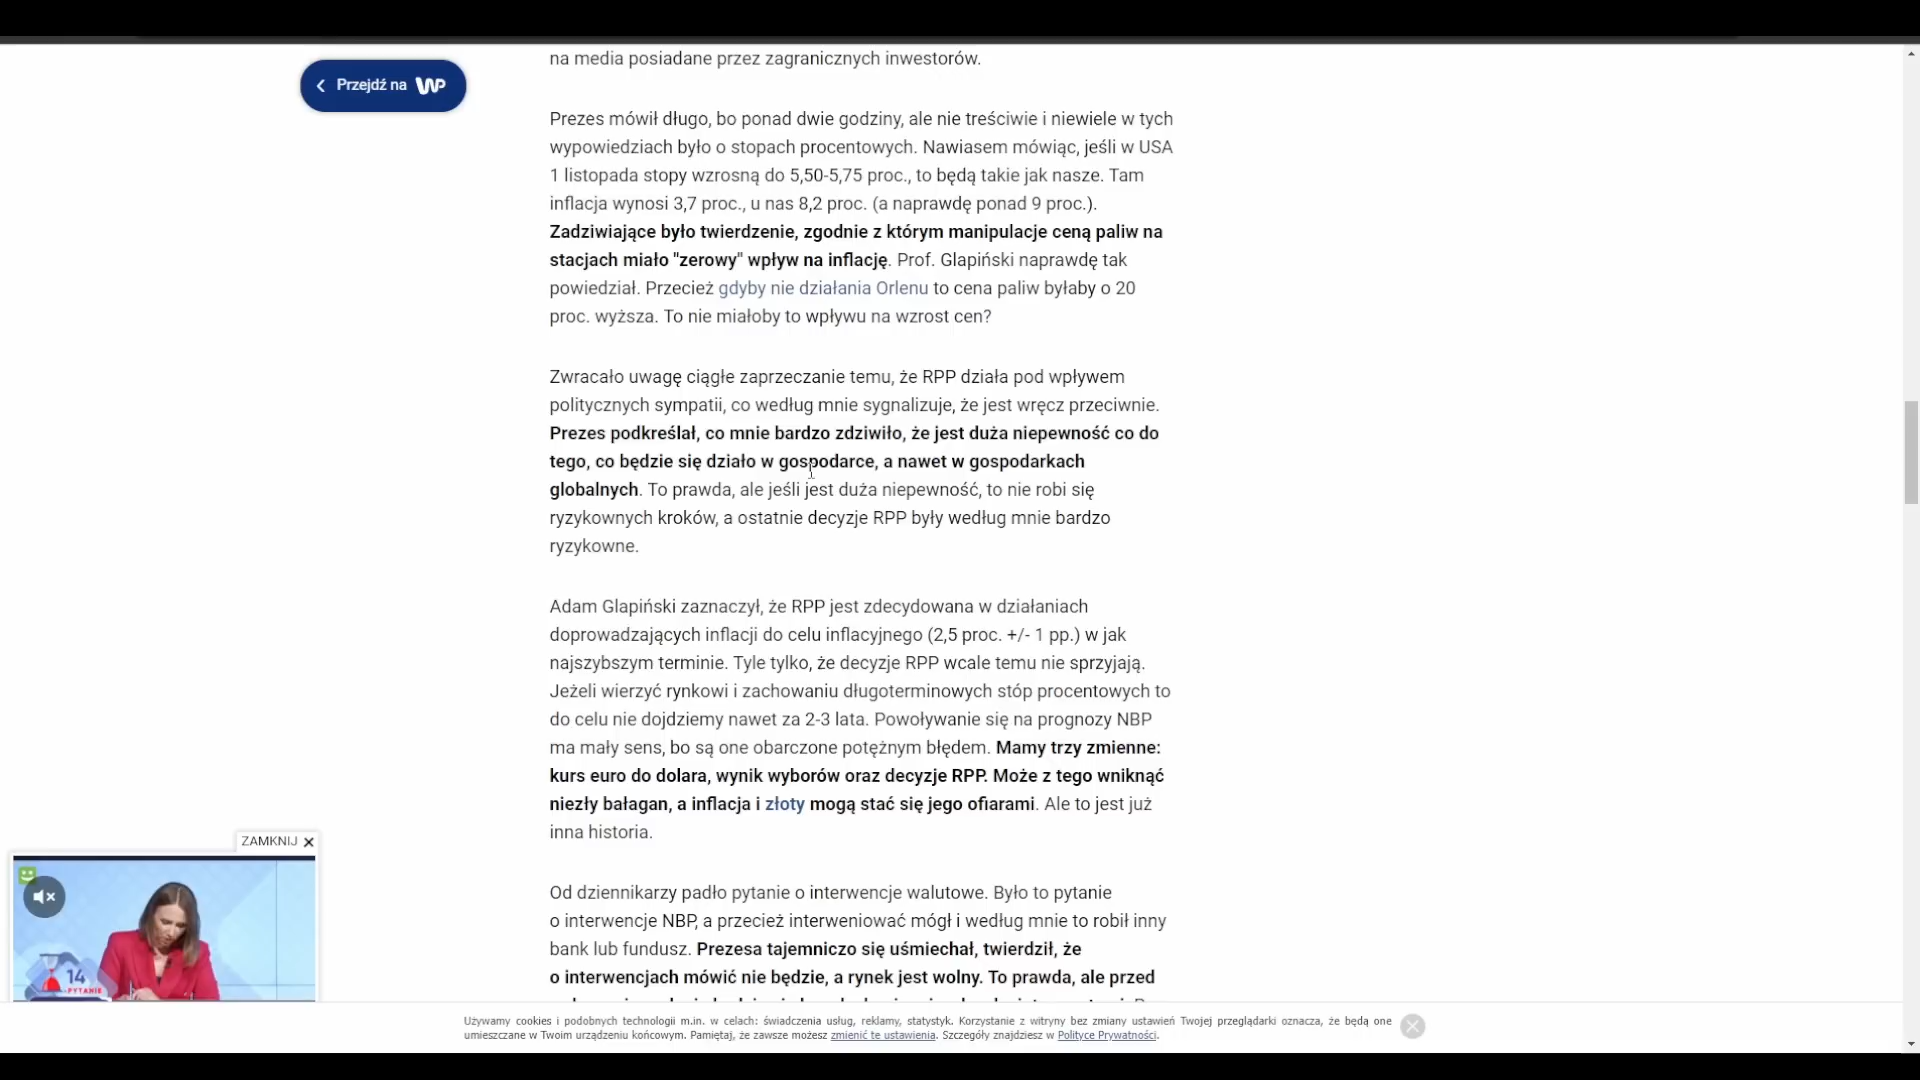 na media posiadane przez zagranicznych inwestorów.
Przejdź na WP
Prezes mówił długo, bo ponad dwie godziny, ale nie treściwie i niewiele w tych
wypowiedziach było o stopach procentowych. Nawiasem mówiąc, jeśli w USA
1 listopada stopy wzrosną do 5,50-5,75 proc., to będą takie jak nasze. Tam
inflacja wynosi 3,7 proc., u nas 8,2 proc. (a naprawdę ponad 9 proc.).
Zadziwiające było twierdzenie, zgodnie z którym manipulacje ceną paliw na
stacjach miało "zerowy" wpływ na inflację. Prof. Glapiński naprawdę tak
powiedział. Przecież gdyby nie działania Orlenu to cena paliw byłaby o 20
proc. wyższa. To nie miałoby to wpływu na wzrost cen?
Zwracało uwagę ciągłe zaprzeczanie temu, że RPP działa pod wpływem
politycznych sympatii, co według mnie sygnalizuje, że jest wręcz przeciwnie.
Prezes podkreślał, co mnie bardzo zdziwiło, że jest duża niepewność co do
tego, co będzie się działo w gospodarce, a nawet w gospodarkach
globalnych. To prawda, ale jeśli jest duża niepewność, to nie robi się
ryzykownych kroków, a ostatnie decyzje RPP były według mnie bardzo
ryzykowne.
Adam Glapiński zaznaczył, że RPP jest zdecydowana w działaniach
doprowadzających inflacji do celu inflacyjnego (2,5 proc. +/- 1 pp.) w jak
najszybszym terminie. Tyle tylko, że decyzje RPP wcale temu nie sprzyjają.
Jeżeli wierzyć rynkowi i zachowaniu długoterminowych stóp procentowych to
do celu nie dojdziemy nawet za 2-3 lata. Powoływanie się na prognozy NBP
ma mały sens, bo są one obarczone potężnym błędem. Mamy trzy zmienne:
kurs euro do dolara, wynik wyborów oraz decyzje RPP. Może z tego wniknąć
niezły bałagan, a inflacja i złoty mogą stać się jego ofiarami. Ale to jest już
inna historia.
ZAMKNIJ
14
PYTANIE
Od dziennikarzy padło pytanie o interwencje walutowe. Było to pytanie
o interwencje NBP, a przecież interweniować mógł i według mnie to robił inny
bank lub fundusz. Prezesa tajemniczo się uśmiechał, twierdził, że
o interwencjach mówić nie będzie, a rynek jest wolny. To prawda, ale przed
Używamy cookies i podobnych technologii m.in. w celach: świadczenia usług, reklamy, statystyk. Korzystanie z witryny bez zmiany ustawień Twojej przeglądarki oznacza, że będą one
umieszczane w Twoim urządzeniu końcowym. Pamiętaj, że zawsze możesz zmienić te ustawienia. Szczegóły znajdziesz w Polityce Prywatności.